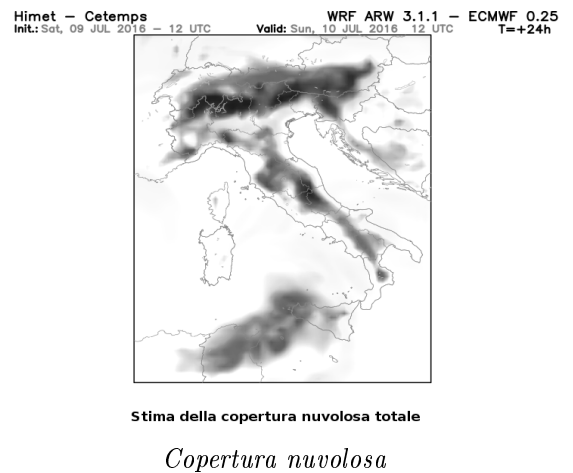 Himet – Cetemps WRF ARW 3.1.1 – ECMWF 0.25
Init.: Sat, 09 JUL 2016 – 12 UTC Valid: Sun, 10 JUL 2016 12 UTC T=+24h
Stima della copertura nuvolosa totale
Copertura nuvolosa